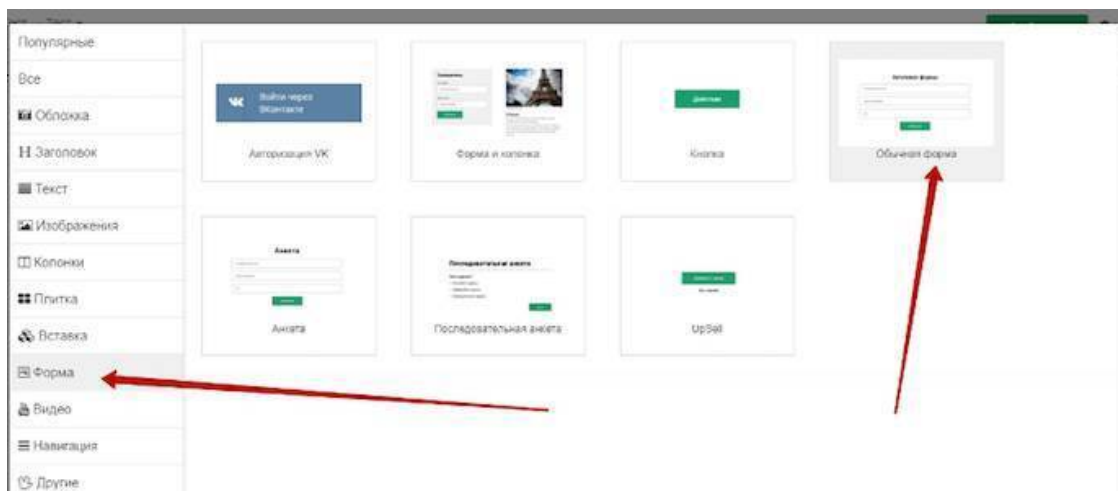 Популярные
Все
Обложка
H Заголовок
Текст
Изображения
Колонки
Плитка
Вставка
Форма
Видео
Навигация
Другие
Войти через
ВКонтакте
Авторизация VK
Форма и колонка
Кнопка
Обычная форма
Анкета
Анкета
Последовательная анкета
Последовательная анкета
UpSell